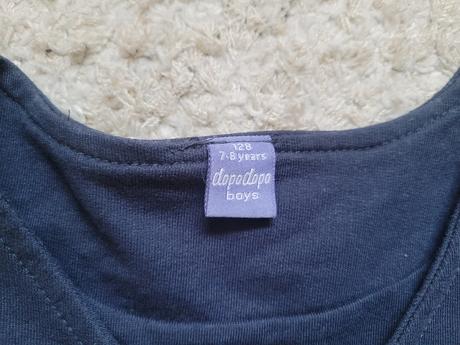 128
7-8 years
dopodopo
boys